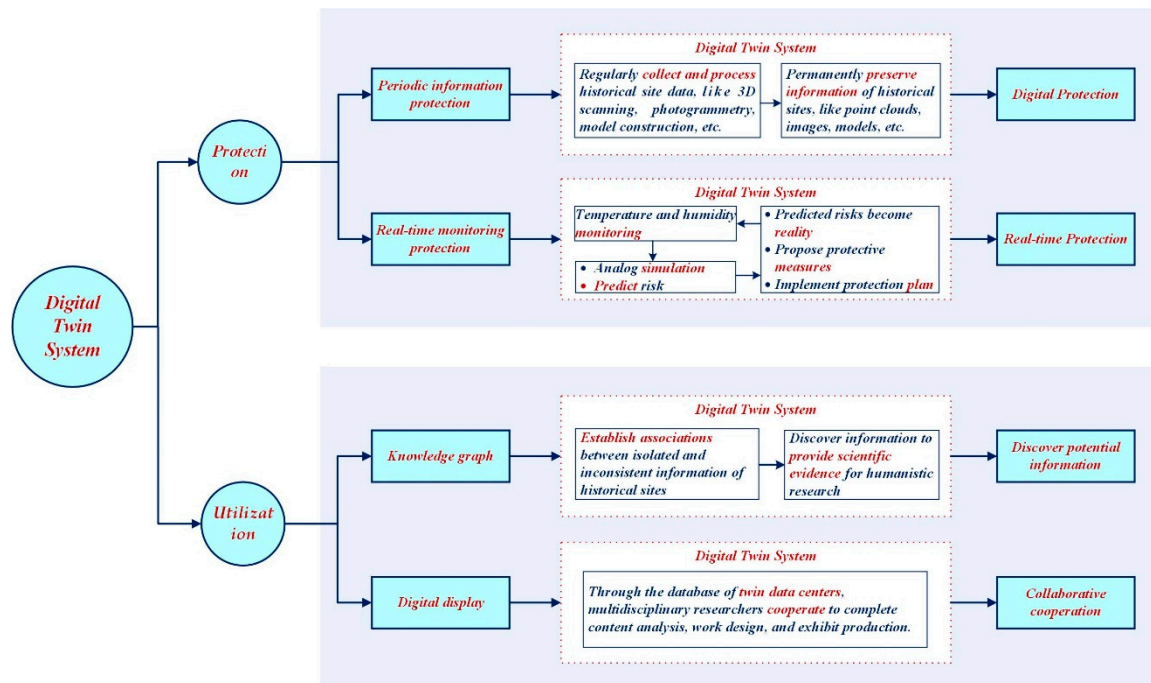 Digital
Twin
System
Protecti
on
Periodic information
protection
Digital Twin System
Regularly collect and process
historical site data, like 3D
scanning, photogrammetry,
model construction, etc.
Permanently preserve
information of historical
sites, like point clouds,
images, models, etc.
Digital Protection
Real-time monitoring
protection
Digital Twin System
Temperature and humidity
monitoring
• Analog simulation
• Predict risk
• Predicted risks become
reality
• Propose protective
measures
• Implement protection plan
Real-time Protection
Utilizat
ion
Knowledge graph
Digital Twin System
Establish associations
between isolated and
inconsistent information of
historical sites
Discover information to
provide scientific
evidence for humanistic
research
Discover potential
information
Digital display
Digital Twin System
Through the database of twin data centers,
multidisciplinary researchers cooperate to complete
content analysis, work design, and exhibit production.
Collaborative
cooperation